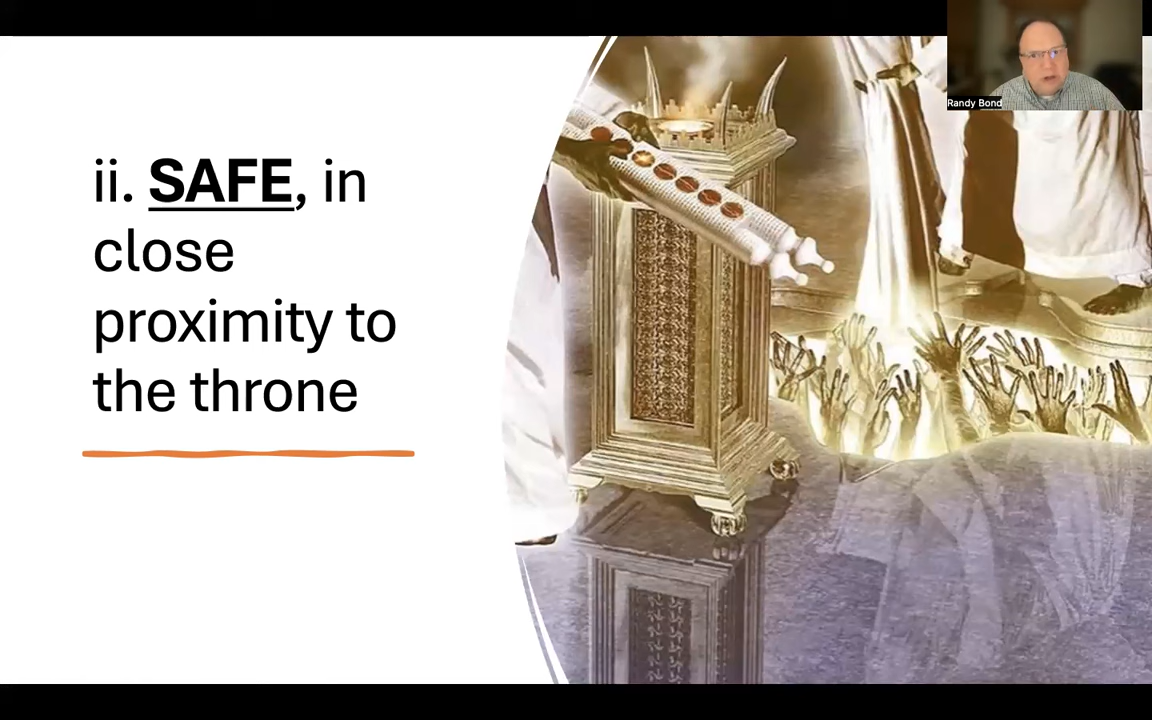 ii. SAFE, in
close
proximity to
the throne
Randy Bond